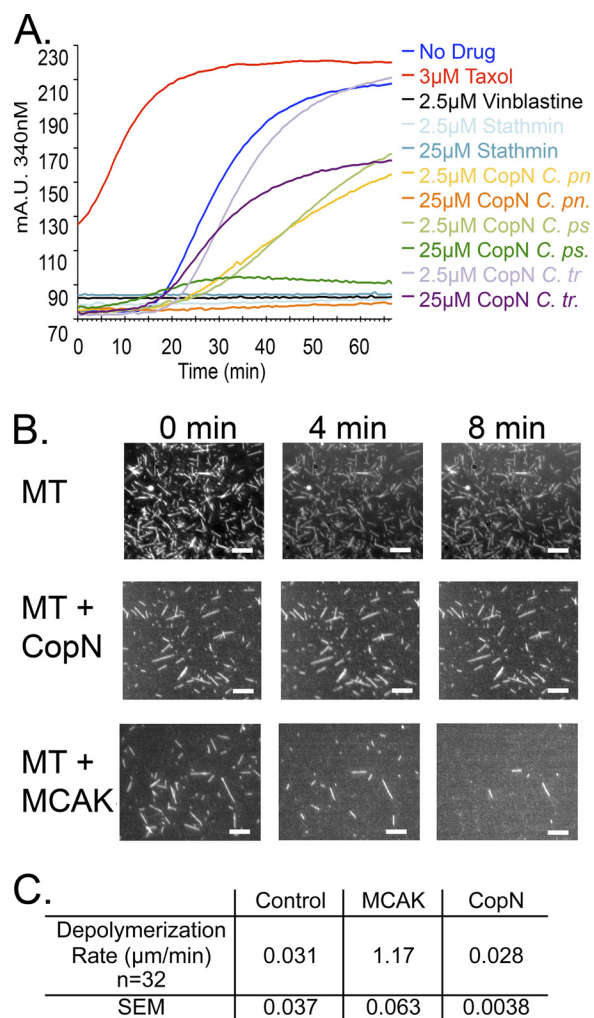 A.
mA.U. 340nM
230
210
190
170
150
130
110
90
70
0 10 20 30 40 50 60
Time (min)
No Drug
3µM Taxol
2.5µM Vinblastine
2.5µM Stathmin
25µM Stathmin
2.5µM CopN C. pn
25µM CopN C. pn.
2.5µM CopN C. ps
25µM CopN C. ps.
2.5µM CopN C. tr
25µM CopN C. tr.
B.
0 min 4 min 8 min
MT
MT +
CopN
MT +
MCAK
C.
Control MCAK CopN
Depolymerization
Rate (µm/min)
n=32
0.031 1.17 0.028
SEM 0.037 0.063 0.0038